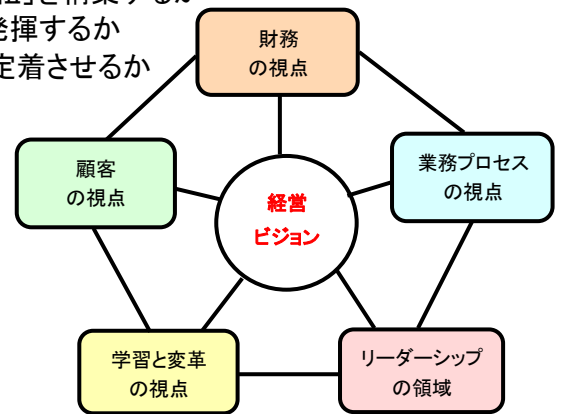 発揮するか
定着させるか
財務
の視点
顧客
の視点
業務プロセス
の視点
経営
ビジョン
学習と変革
の視点
リーダーシップ
の領域